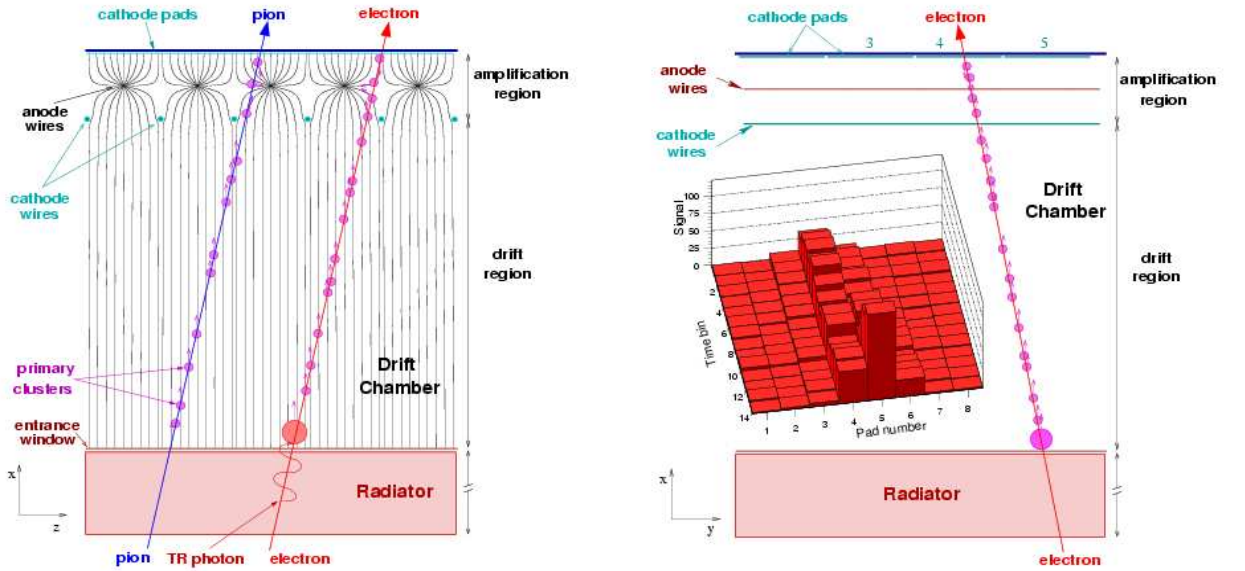 cathode pads
pion
electron
anode
wires
amplification
region
cathode
wires
drift
region
primary
clusters
Drift
Chamber
entrance
window
x
z
Radiator
pion
TR photon
electron
cathode pads
electron
3
4
5
anode
wires
amplification
region
cathode
wires
Drift
Chamber
drift
region
Signal
100
75
50
25
0
Time bin
2
4
6
8
10
12
14
1
2
3
4
5
6
7
8
Pad number
x
y
Radiator
electron